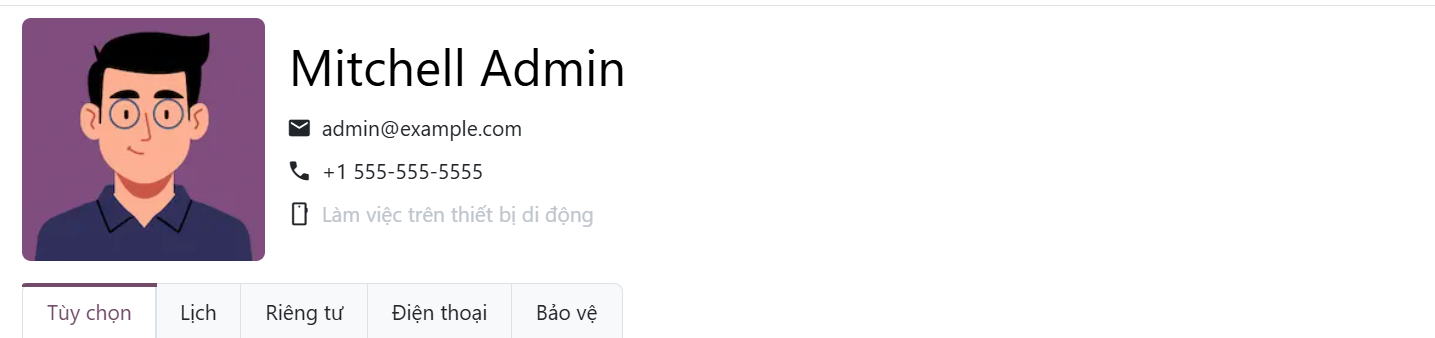 Mitchell Admin
admin@example.com
+1 555-555-5555
Làm việc trên thiết bị di động
Tùy chọn Lịch Riêng tư Điện thoại Bảo vệ